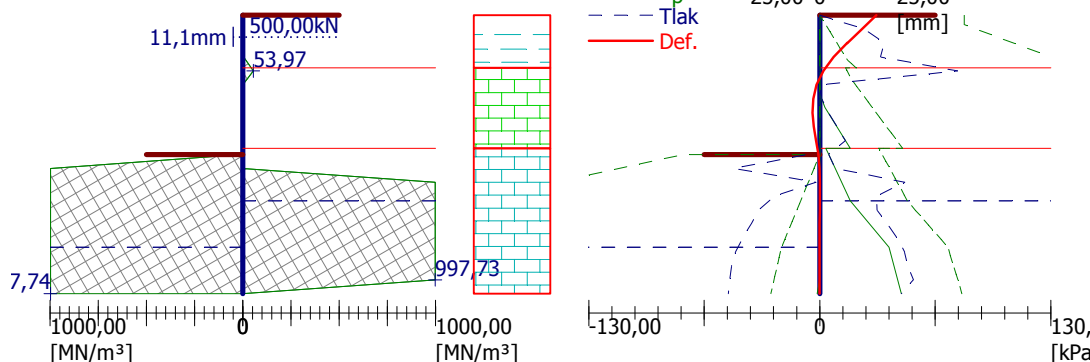 500,00kN
11,1mm
53,97
7,74
997,73
1000,00
0
1000,00
[MN/m³]
[MN/m³]
25,00
0
25,00
[mm]
Tlak
Def.
-130,00
0
130,
[kPa